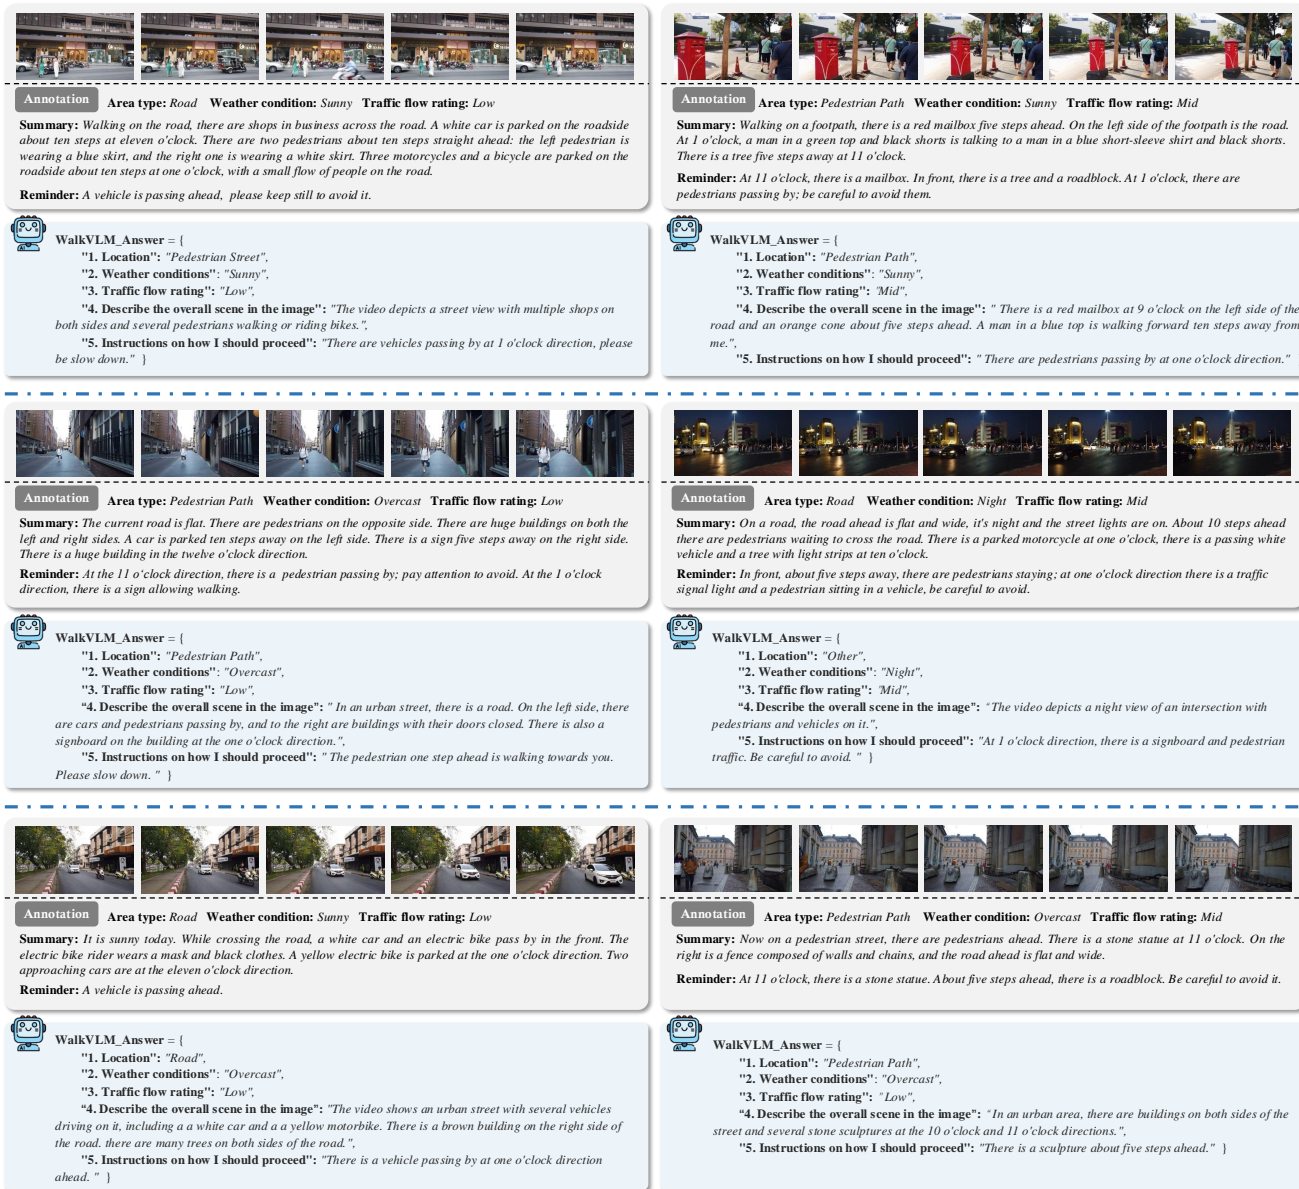 Annotation Area type: Road Weather condition: Sunny Traffic flow rating: Low
Summary: Walking on the road, there are shops in business across the road. A white car is parked on the roadside
about ten steps at eleven o'clock. There are two pedestrians about ten steps straight ahead: the left pedestrian is
wearing a blue skirt, and the right one is wearing a white skirt. Three motorcycles and a bicycle are parked on the
roadside about ten steps at one o'clock, with a small flow of people on the road.
Reminder: A vehicle is passing ahead, please keep still to avoid it.
WalkVLM_Answer = {
"1. Location": "Pedestrian Street",
"2. Weather conditions": "Sunny",
"3. Traffic flow rating": "Low",
"4. Describe the overall scene in the image": "The video depicts a street view with multiple shops on
both sides and several pedestrians walking or riding bikes.",
"5. Instructions on how I should proceed": "There are vehicles passing by at 1 o'clock direction, please
be slow down." }
Annotation Area type: Pedestrian Path Weather condition: Sunny Traffic flow rating: Mid
Summary: Walking on a footpath, there is a red mailbox five steps ahead. On the left side of the footpath is the road.
At 1 o'clock, a man in a green top and black shorts is talking to a man in a blue short-sleeve shirt and black shorts.
There is a tree five steps away at 11 o'clock.
Reminder: At 11 o'clock, there is a mailbox. In front, there is a tree and a roadblock. At 1 o'clock, there are
pedestrians passing by; be careful to avoid them.
WalkVLM_Answer = {
"1. Location": "Pedestrian Path",
"2. Weather conditions": "Sunny",
"3. Traffic flow rating": "Mid",
"4. Describe the overall scene in the image": " There is a red mailbox at 9 o'clock on the left side of the
road and an orange cone about five steps ahead. A man in a blue top is walking forward ten steps away from
me.",
"5. Instructions on how I should proceed": " There are pedestrians passing by at one o'clock direction."
Annotation Area type: Pedestrian Path Weather condition: Overcast Traffic flow rating: Low
Summary: The current road is flat. There are pedestrians on the opposite side. There are huge buildings on both the
left and right sides. A car is parked ten steps away on the left side. There is a sign five steps away on the right side.
There is a huge building in the twelve o'clock direction.
Reminder: At the 11 o'clock direction, there is a pedestrian passing by; pay attention to avoid. At the 1 o'clock
direction, there is a sign allowing walking.
WalkVLM_Answer = {
"1. Location": "Pedestrian Path",
"2. Weather conditions": "Overcast",
"3. Traffic flow rating": "Low",
"4. Describe the overall scene in the image": " In an urban street, there is a road. On the left side, there
are cars and pedestrians passing by, and to the right are buildings with their doors closed. There is also a
signboard on the building at the one o'clock direction.",
"5. Instructions on how I should proceed": " The pedestrian one step ahead is walking towards you.
Please slow down. " }
Annotation Area type: Road Weather condition: Night Traffic flow rating: Mid
Summary: On a road, the road ahead is flat and wide, it's night and the street lights are on. About 10 steps ahead
there are pedestrians waiting to cross the road. There is a parked motorcycle at one o'clock, there is a passing white
vehicle and a tree with light strips at ten o'clock.
Reminder: In front, about five steps away, there are pedestrians staying; at one o'clock direction there is a traffic
signal light and a pedestrian sitting in a vehicle, be careful to avoid.
WalkVLM_Answer = {
"1. Location": "Other",
"2. Weather conditions": "Night",
"3. Traffic flow rating": "Mid",
"4. Describe the overall scene in the image": "The video depicts a night view of an intersection with
pedestrians and vehicles on it.",
"5. Instructions on how I should proceed": "At 1 o'clock direction, there is a signboard and pedestrian
traffic. Be careful to avoid. " }
Annotation Area type: Road Weather condition: Sunny Traffic flow rating: Low
Summary: It is sunny today. While crossing the road, a white car and an electric bike pass by in the front. The
electric bike rider wears a mask and black clothes. A yellow electric bike is parked at the one o'clock direction. Two
approaching cars are at the eleven o'clock direction.
Reminder: A vehicle is passing ahead.
WalkVLM_Answer = {
"1. Location": "Road",
"2. Weather conditions": "Overcast",
"3. Traffic flow rating": "Low",
"4. Describe the overall scene in the image": "The video shows an urban street with several vehicles
driving on it, including a a white car and a a yellow motorbike. There is a brown building on the right side of
the road. there are many trees on both sides of the road.",
"5. Instructions on how I should proceed": "There is a vehicle passing by at one o'clock direction
ahead. " }
Annotation Area type: Pedestrian Path Weather condition: Overcast Traffic flow rating: Mid
Summary: Now on a pedestrian street, there are pedestrians ahead. There is a stone statue at 11 o'clock. On the
right is a fence composed of walls and chains, and the road ahead is flat and wide.
Reminder: At 11 o'clock, there is a stone statue. About five steps ahead, there is a roadblock. Be careful to avoid it.
WalkVLM_Answer = {
"1. Location": "Pedestrian Path",
"2. Weather conditions": "Overcast",
"3. Traffic flow rating": "Low",
"4. Describe the overall scene in the image": "In an urban area, there are buildings on both sides of the
street and several stone sculptures at the 10 o'clock and 11 o'clock directions.",
"5. Instructions on how I should proceed": "There is a sculpture about five steps ahead." }